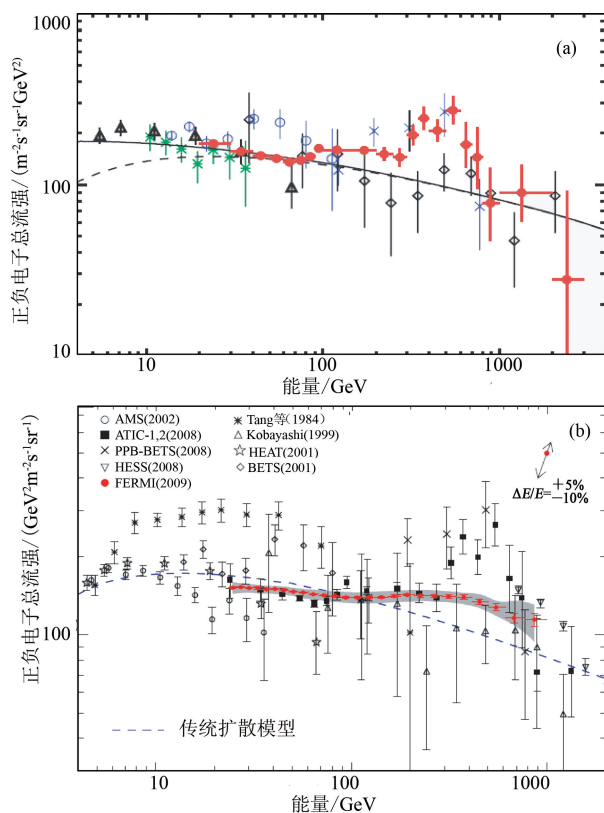 (a)
正负电子总流强/(m⁻²s⁻¹sr⁻¹GeV²)
1000
100
10
10
100
1000
能量/GeV
(b)
正负电子总流强/(GeV²m⁻²s⁻¹sr⁻¹)
AMS(2002)
ATIC-1,2(2008)
PPB-BETS(2008)
HESS(2008)
FERMI(2009)
Tang等(1984)
Kobayashi(1999)
HEAT(2001)
BETS(2001)
ΔE/E=+5%
−10%
100
传统扩散模型
10
100
1000
能量/GeV